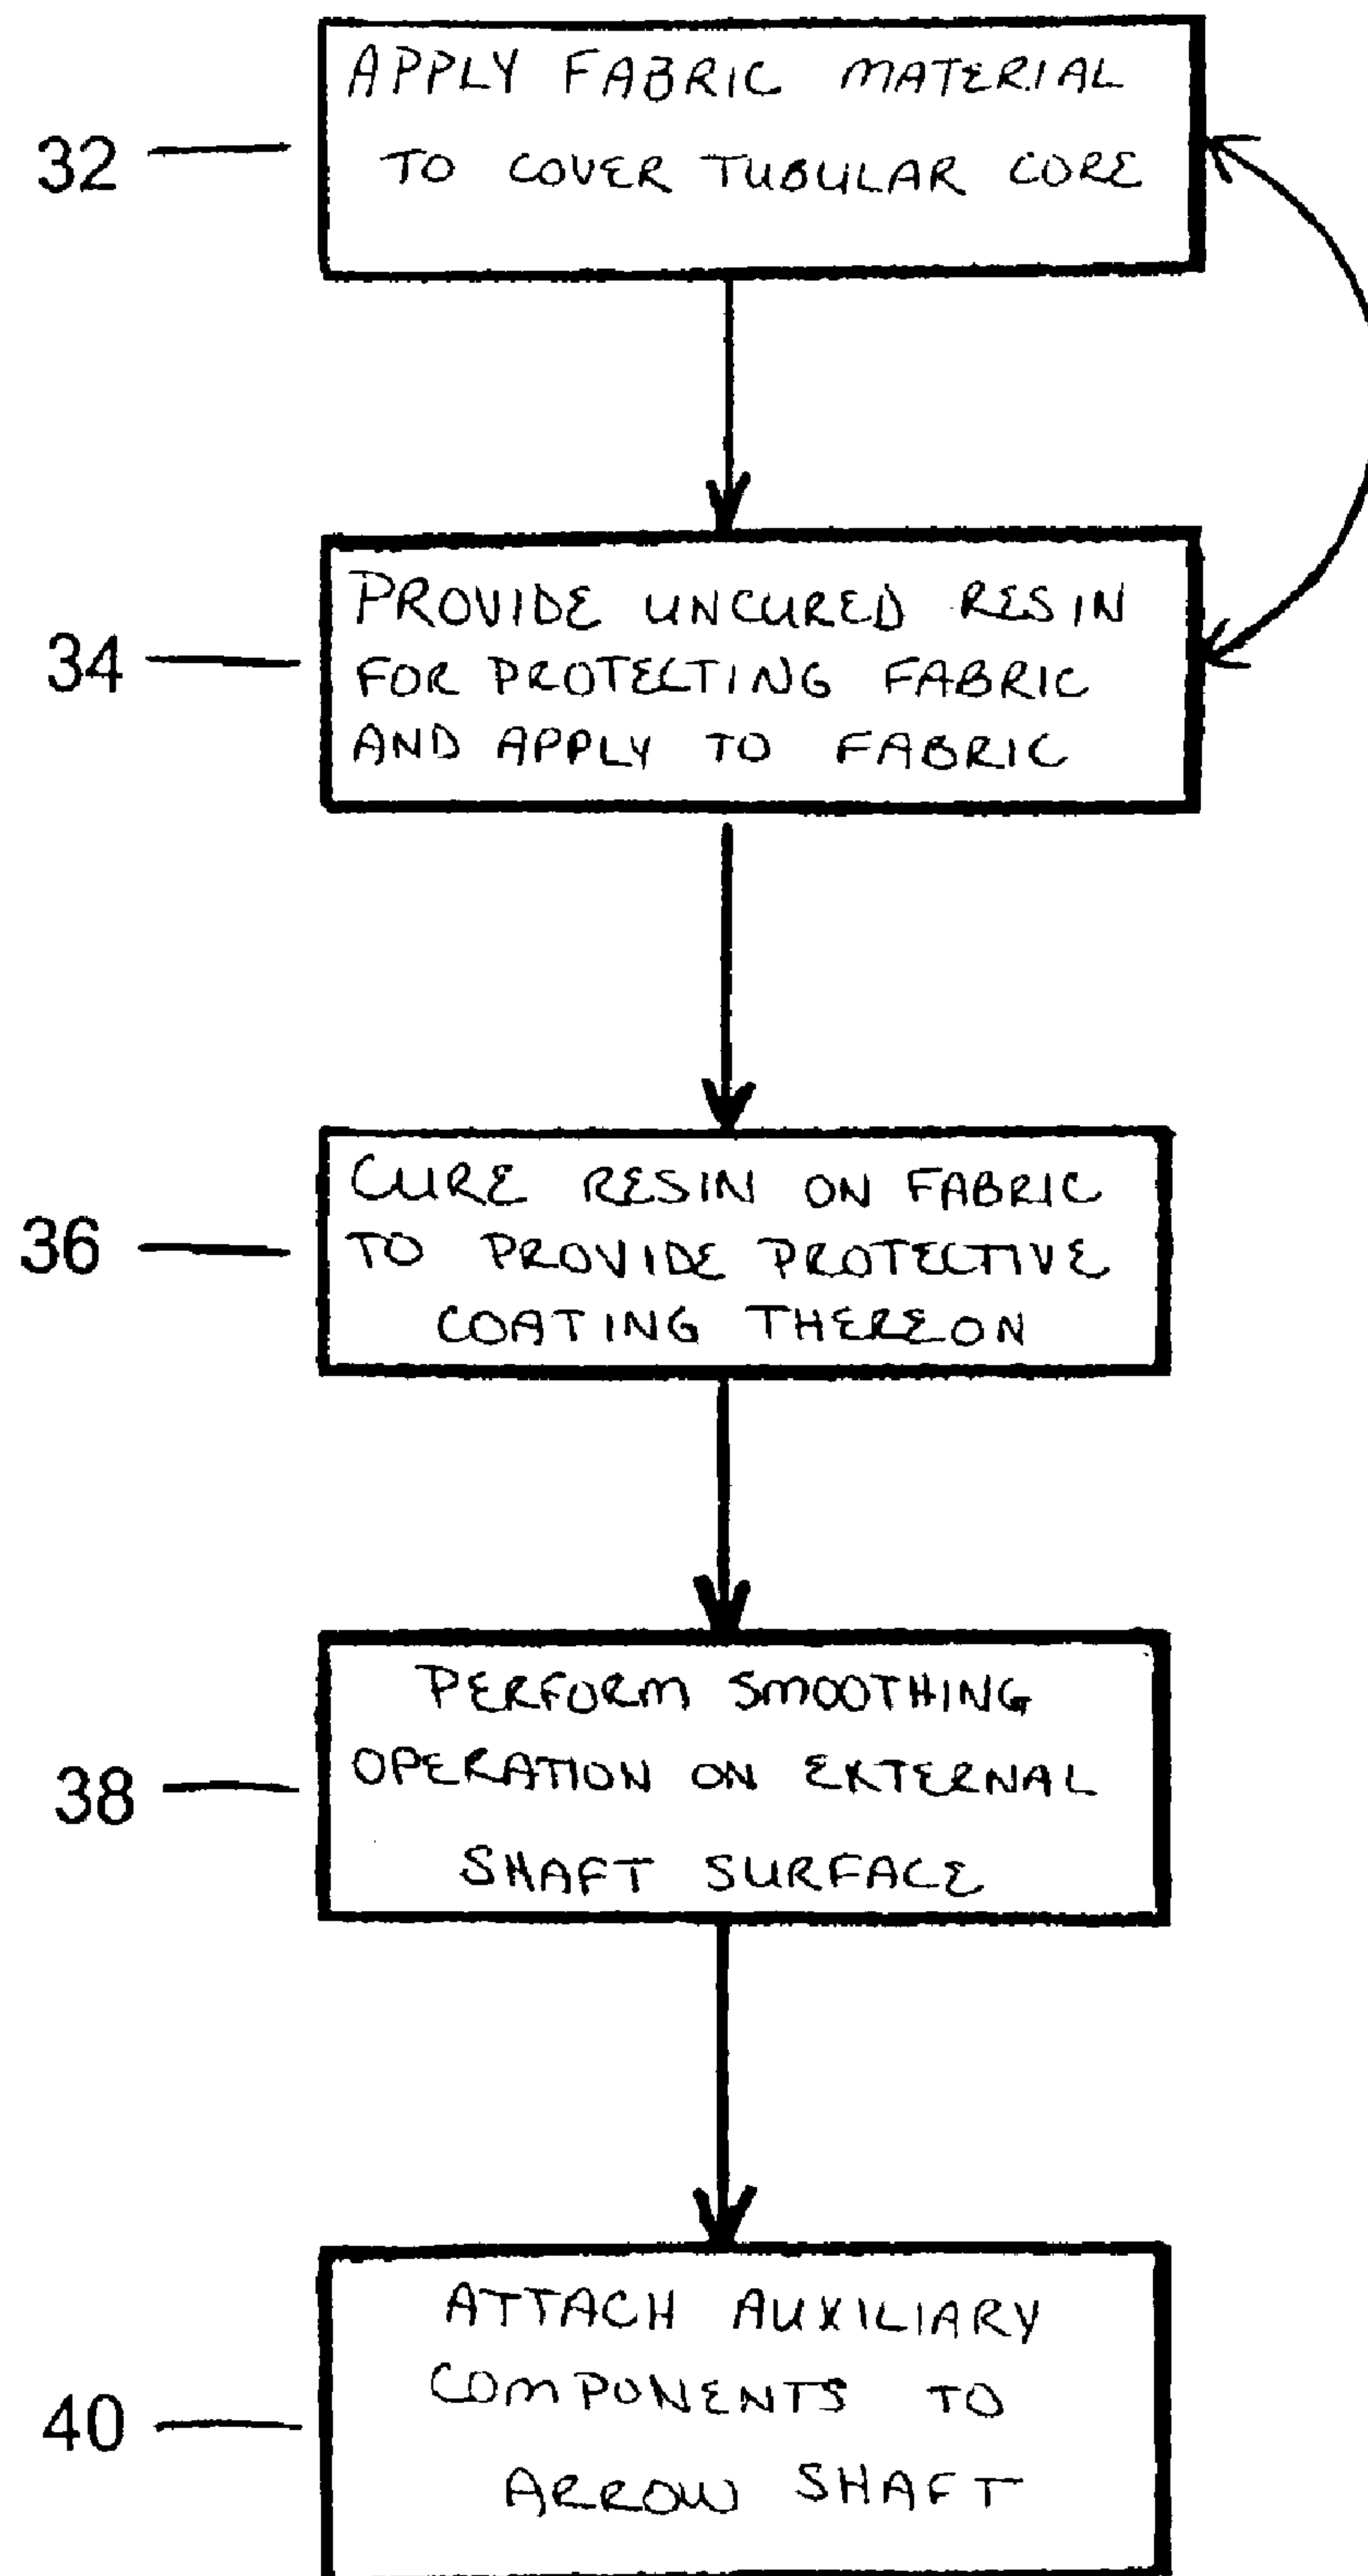 APPLY FABRIC MATERIAL
32
TO COVER TUBULAR CORE
PROVIDE UNCURED RESIN
34
FOR PROTECTING FABRIC
AND APPLY TO FABRIC
CURE RESIN ON FABRIC
36
TO PROVIDE PROTECTIVE
COATING THEREON
PERFORM SMOOTHING
38
OPERATION ON EXTERNAL
SHAFT SURFACE
ATTACH AUXILIARY
40
COMPONENTS TO
ARROW SHAFT